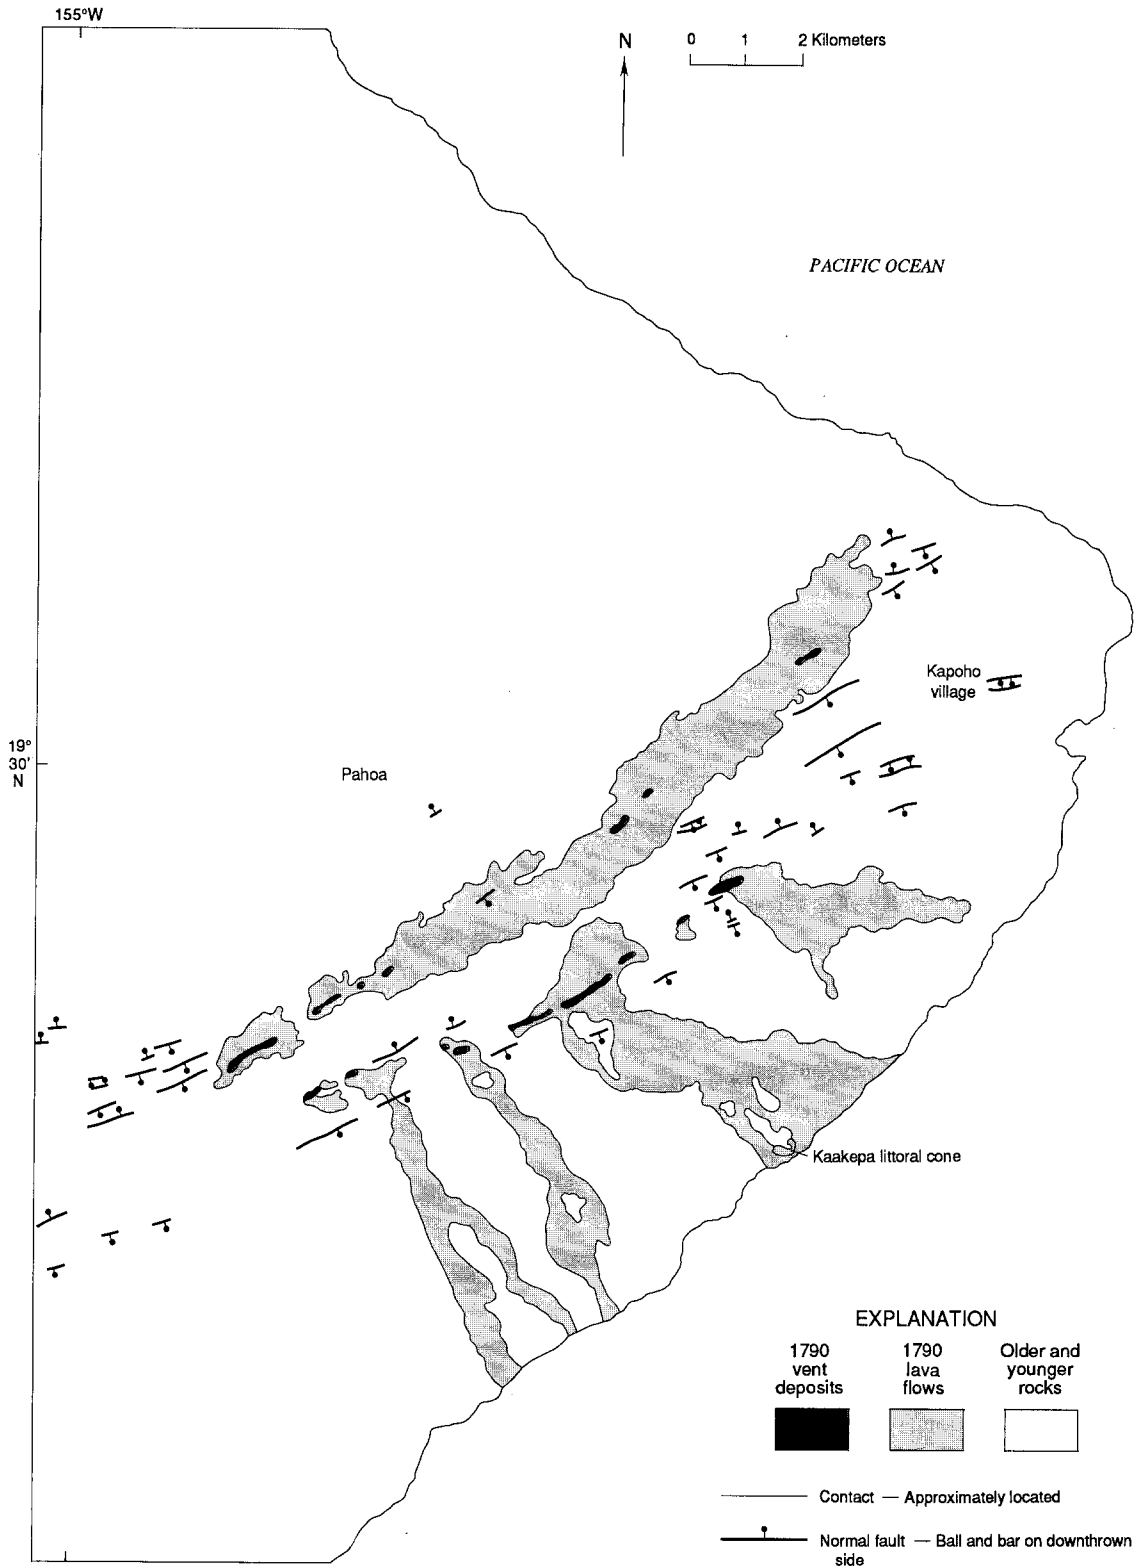 155°W
N
0 1 2 Kilometers
PACIFIC OCEAN
Kapoho
village
19°
30'
N
Pahoa
Kaakepa littoral cone
EXPLANATION
1790
vent
deposits
1790
lava
flows
Older and
younger
rocks
Contact — Approximately located
Normal fault — Ball and bar on downthrown
side